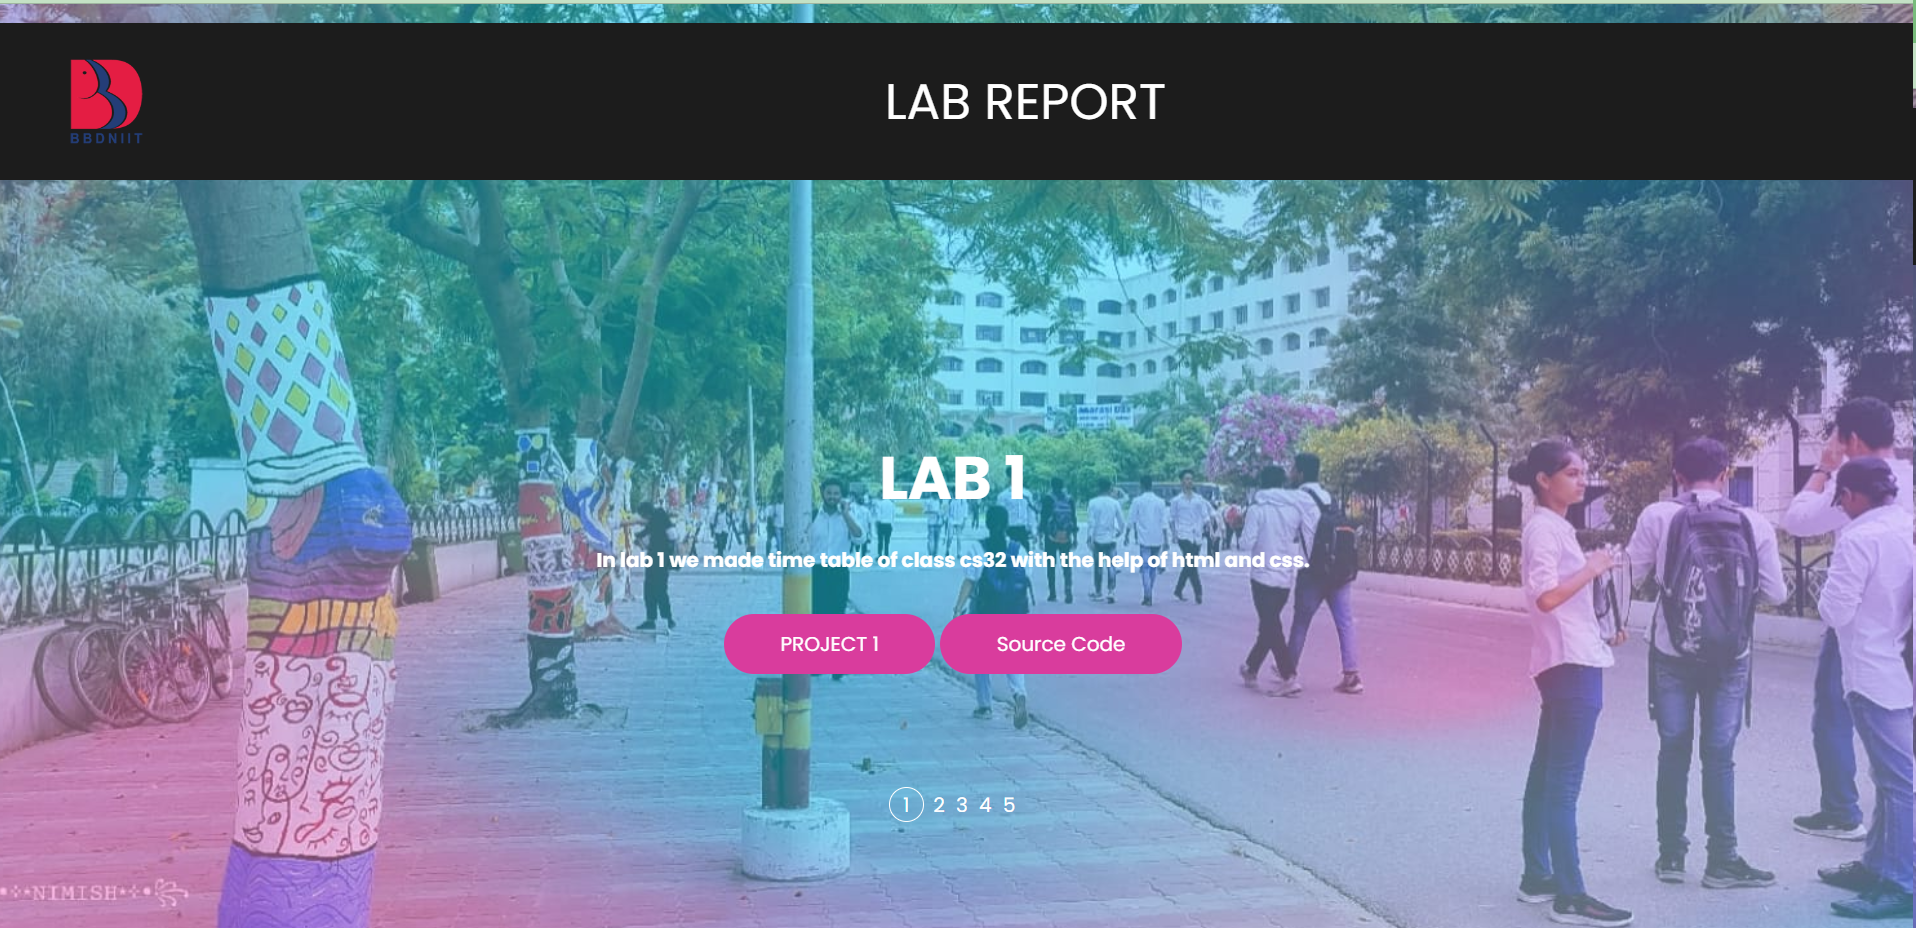 BBDNIIT
LAB REPORT
LAB 1
In lab 1 we made time table of class cs32 with the help of html and css.
PROJECT 1
Source Code
1 2 3 4 5
NIMISH